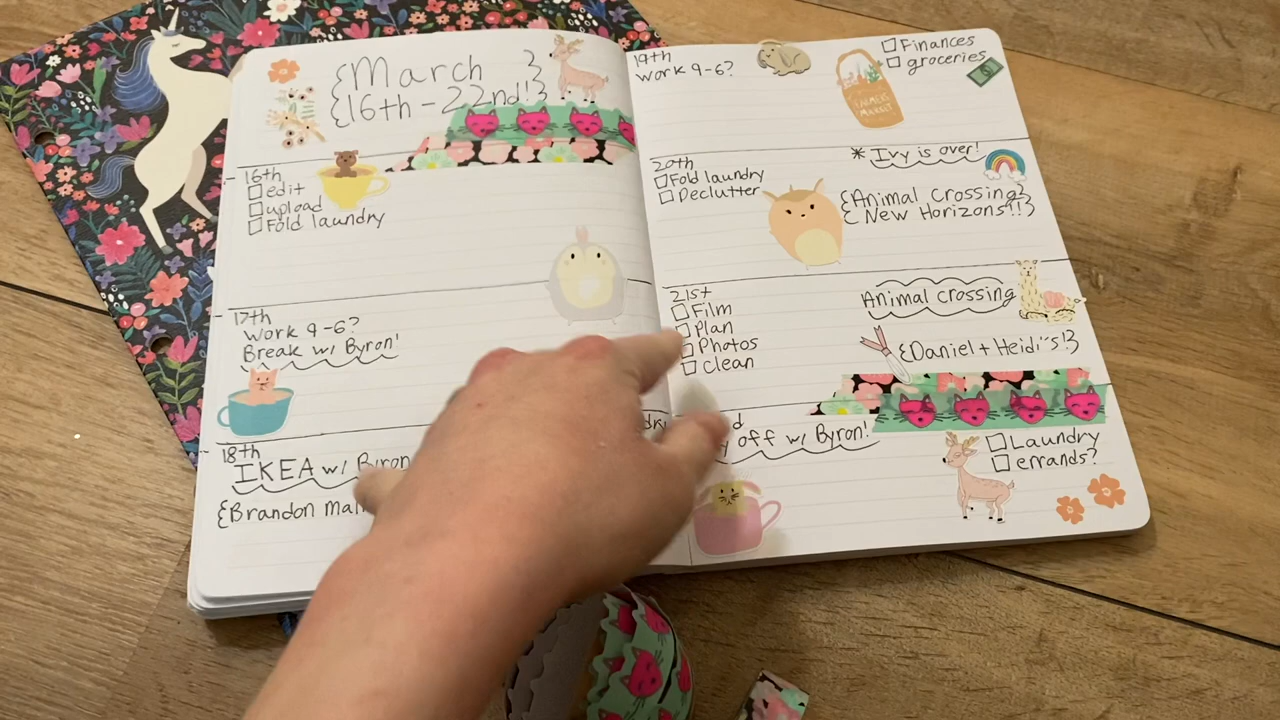 {March }
{16th - 22nd!}
16th
edit
upload
Fold laundry
17th
Work 9-6?
Break w/ Byron!
18th
IKEA w/ Byron
{Brandon
19th
Work 9-6?
FARMERS
MARKET
Finances
groceries
20th
Fold laundry
Declutter
* Ivy is over!
{Animal Crossing}
{New Horizons!!}
21st
Film
Plan
Photos
Clean
Animal crossing
{Daniel + Heidi's!}
off w/ Byron!
Laundry
errands?